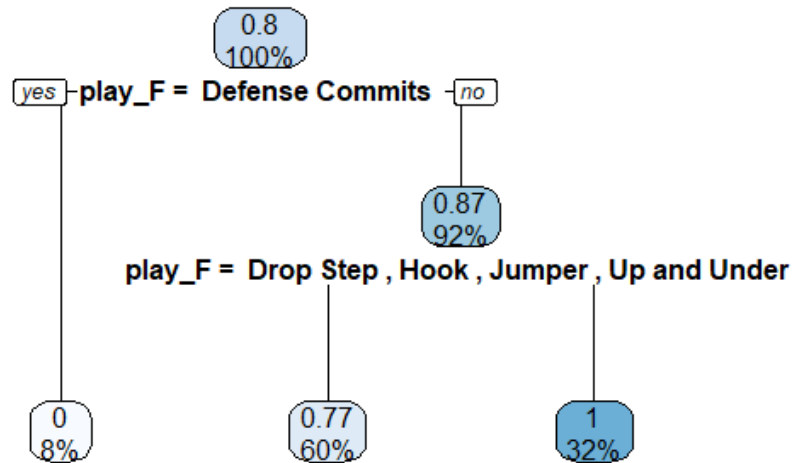 0.8
100%
yes play_F = Defense Commits no
0.87
92%
play_F = Drop Step , Hook , Jumper , Up and Under
0 0.77 1
8% 60% 32%